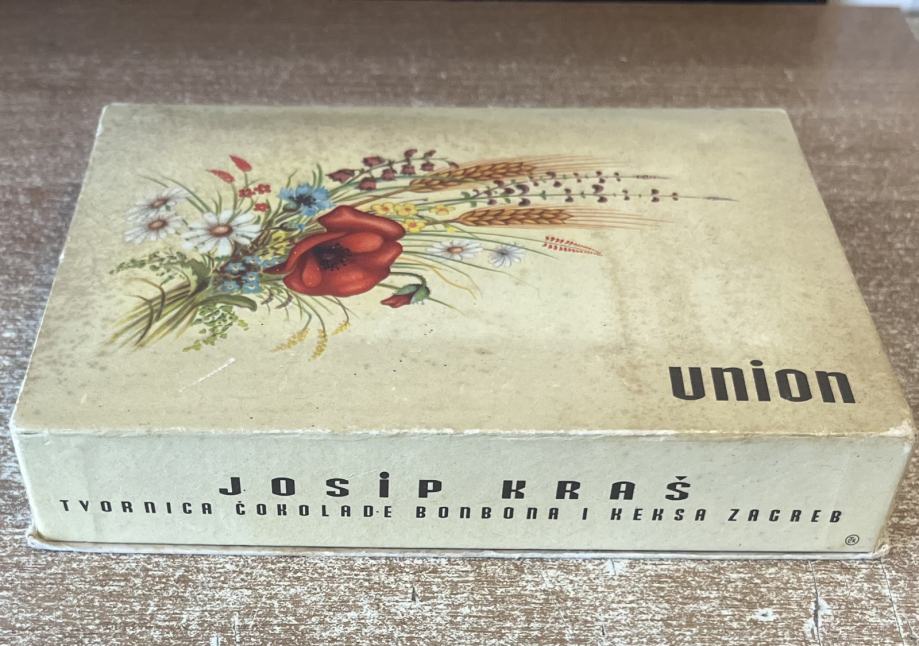 union
JOSiP KRAŠ
TVORNICA ČOKOLADE BONBONA I KEKSA ZAGREB